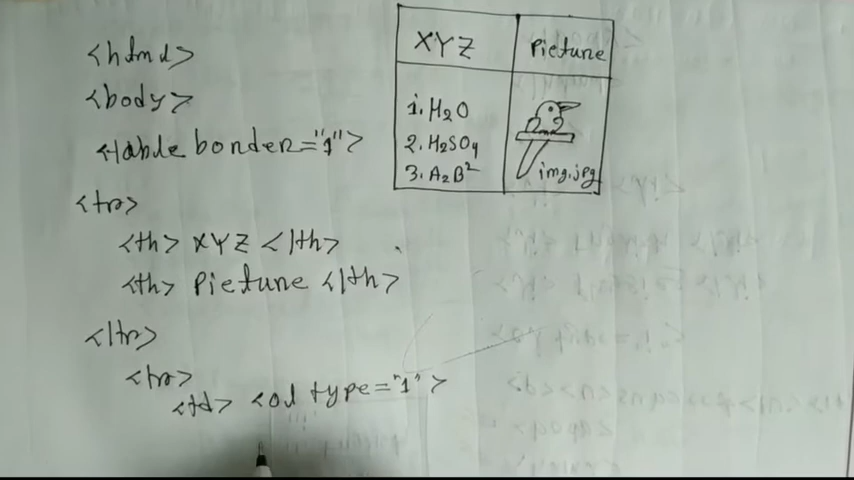 XYZ Picture
1. H₂O
2. H₂SO₄
3. A₂B²
img.jpg
<html>
<body>
<table border="1">
<tr>
<th> XYZ </th>
<th> Picture </th>
</tr>
<tr>
<td> <ol type="1">